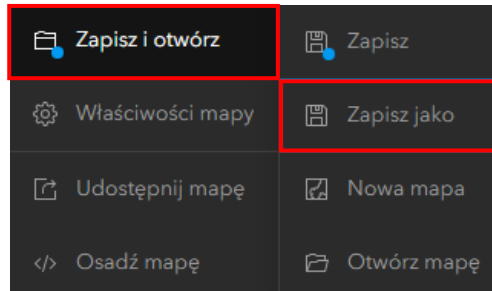 Zapisz i otwórz
Właściwości mapy
Udostępnij mapę
Osadź mapę
Zapisz
Zapisz jako
Nowa mapa
Otwórz mapę